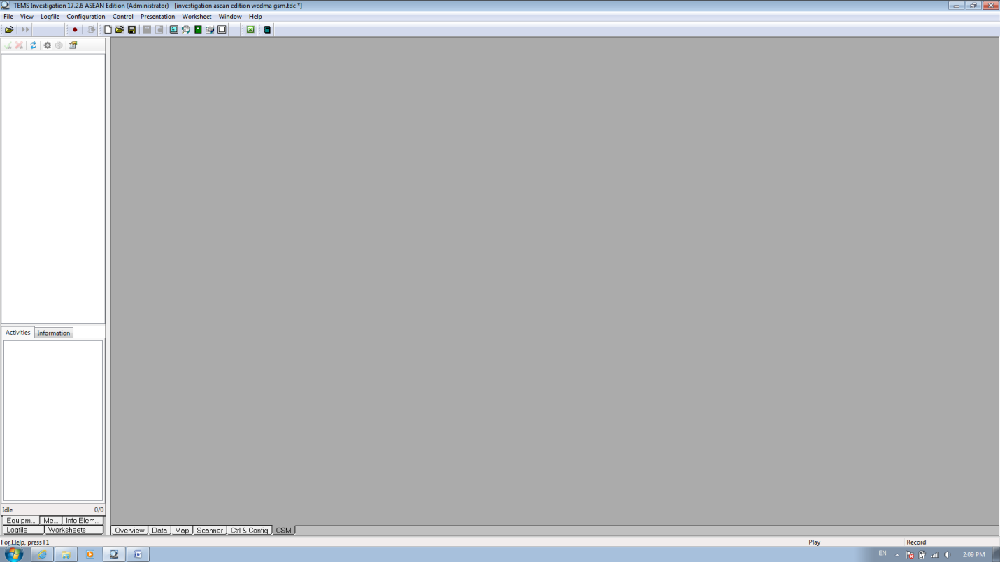 TEMS Investigation 17.2.6 ASEAN Edition (Administrator) - [investigation asean edition wcdma gsm.tdc *]
File View Logfile Configuration Control Presentation Worksheet Window Help
Activities Information
Idle 0/0
Equipm... Me... Info Elem...
Logfile Worksheets
Overview Data Map Scanner Ctrl & Config CSM
For Help, press F1 Play Record
EN 2:09 PM